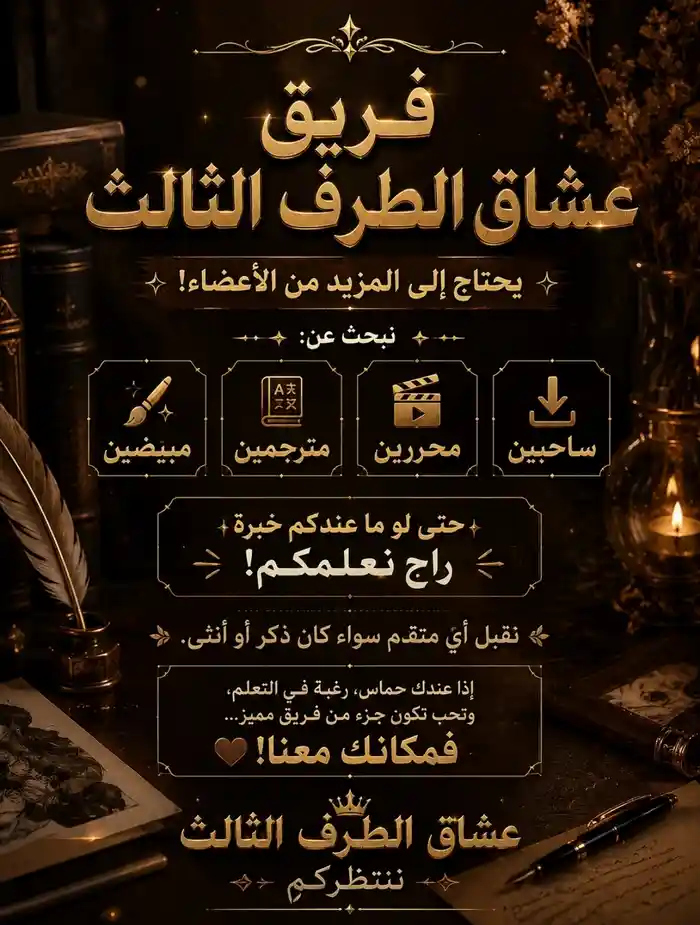 فريق
عشاق الطرف الثالث
يحتاج إلى المزيد من الأعضاء!
نبحث عن:
ساحبين
محررين
مترجمين
مبيضين
حتى لو ما عندكم خبرة
راح نعلمكم!
نقبل أي متقدم سواء كان ذكر أو أنثى.
إذا عندك حماس، رغبة في التعلم،
وتحب تكون جزء من فريق مميز...
فمكانك معنا!
عشاق الطرف الثالث
ننتظركم